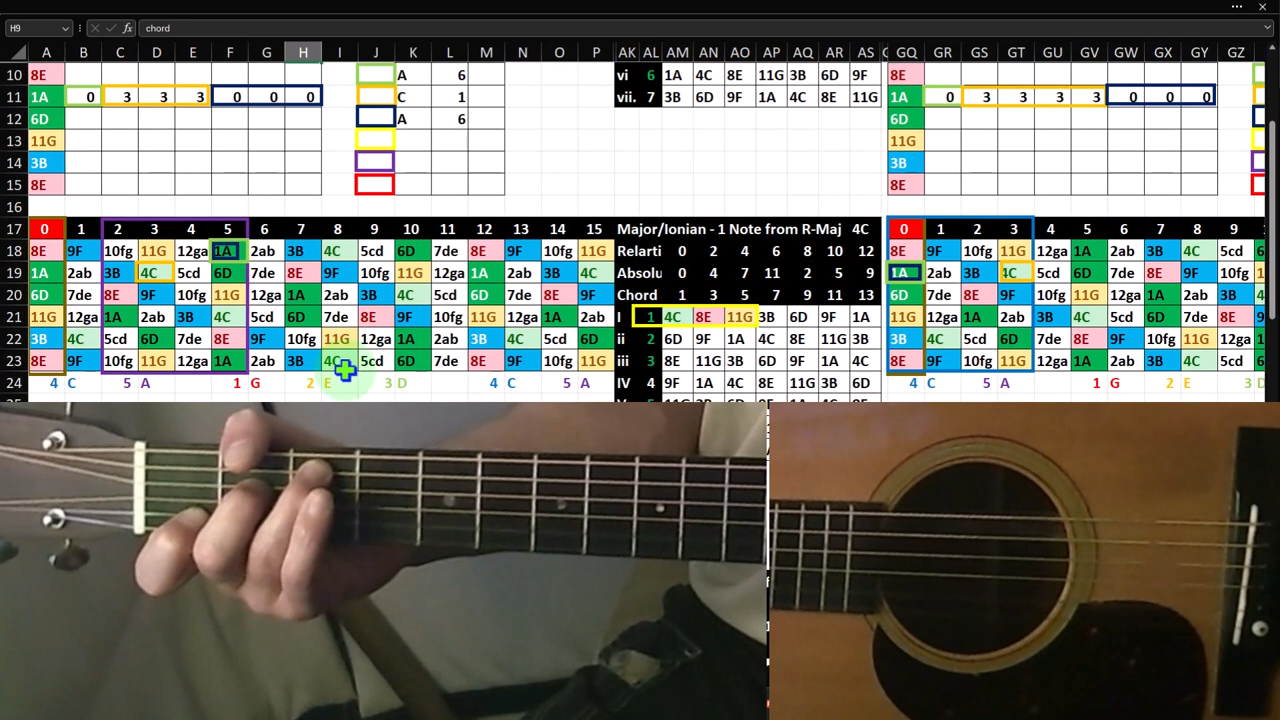 H9 fx chord
A B C D E F G H I J K L M N O P AK AL AM AN AO AP AQ AR AS GQ GR GS GT GU GV GW GX GY GZ
10 8E A 6 vi 6 1A 4C 8E 11G 3B 6D 9F 8E
11 1A 0 3 3 3 0 0 0 C 1 vii. 7 3B 6D 9F 1A 4C 8E 11G 1A 0 3 3 3 3 0 0 0
12 6D A 6 6D
13 11G 11G
14 3B 3B
15 8E 8E
16
17 0 1 2 3 4 5 6 7 8 9 10 11 12 13 14 15 Major/Ionian - 1 Note from R-Maj 4C 0 1 2 3 4 5 6 7 8 9
18 8E 9F 10fg 11G 12ga 1A 2ab 3B 4C 5cd 6D 7de 8E 9F 10fg 11G Relarti 0 2 4 5 7 8 10 12 8E 9F 10fg 11G 12ga 1A 2ab 3B 4C 5cd
19 1A 2ab 3B 4C 5cd 6D 7de 8E 9F 10fg 11G 12ga 1A 2ab 3B 4C Absolu 0 4 7 11 2 5 9 1A 2ab 3B 4C 5cd 6D 7de 8E 9F 10fg
20 6D 7de 8E 9F 10fg 11G 12ga 1A 2ab 3B 4C 5cd 6D 7de 8E 9F Chord 1 3 5 7 9 11 13 6D 7de 8E 9F 10fg 11G 12ga 1A 2ab 3B
21 11G 12ga 1A 2ab 3B 4C 5cd 6D 7de 8E 9F 10fg 11G 12ga 1A 2ab I 1 4C 8E 11G 3B 6D 9F 1A 11G 12ga 1A 2ab 3B 4C 5cd 6D 7de 8E
22 3B 4C 5cd 6D 7de 8E 9F 10fg 11G 12ga 1A 2ab 3B 4C 5cd 6D ii 2 6D 9F 1A 4C 8E 11G 3B 3B 4C 5cd 6D 7de 8E 9F 10fg 11G 12ga
23 8E 9F 10fg 11G 12ga 1A 2ab 3B 4C 5cd 6D 7de 8E 9F 10fg 11G iii 3 8E 11G 3B 6D 9F 1A 4C 8E 9F 10fg 11G 12ga 1A 2ab 3B 4C 5cd
24 4 C 5 A 1 G 2 E 3 D 4 C 5 A IV 4 9F 1A 4C 8E 11G 3B 6D 4 C 5 A 1 G 2 E 3